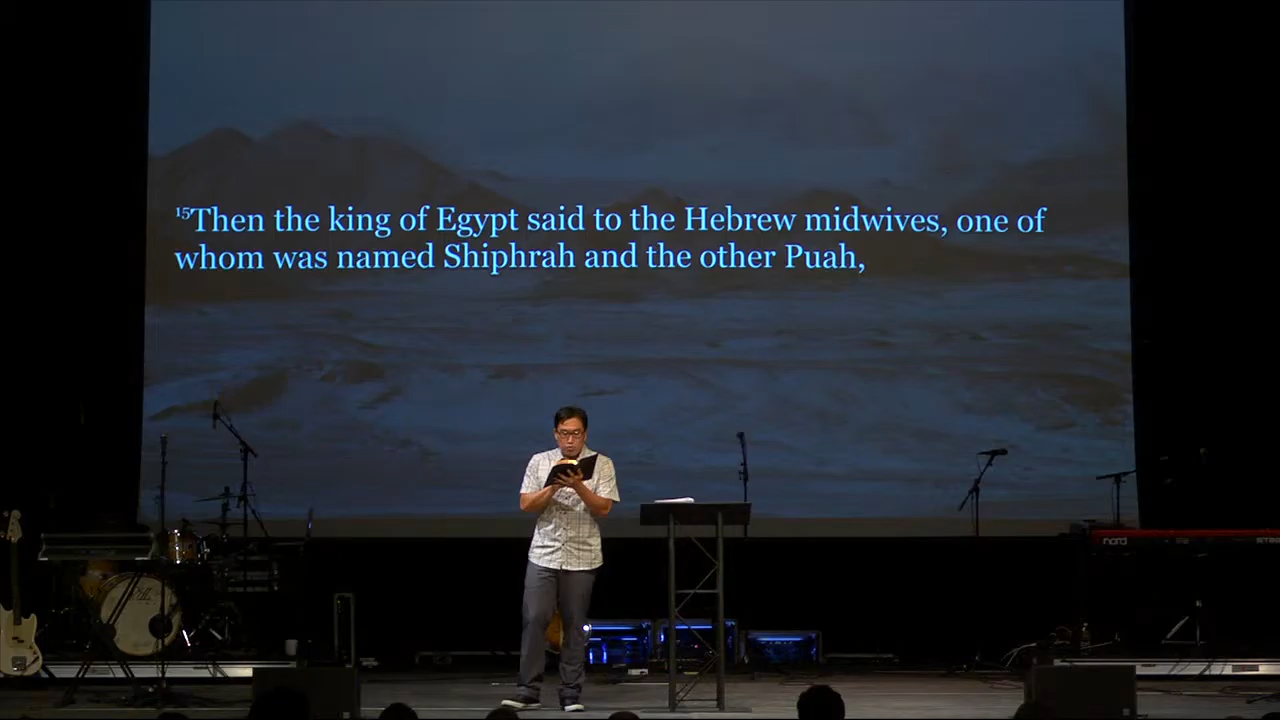 ¹⁵Then the king of Egypt said to the Hebrew midwives, one of
whom was named Shiphrah and the other Puah,
nord